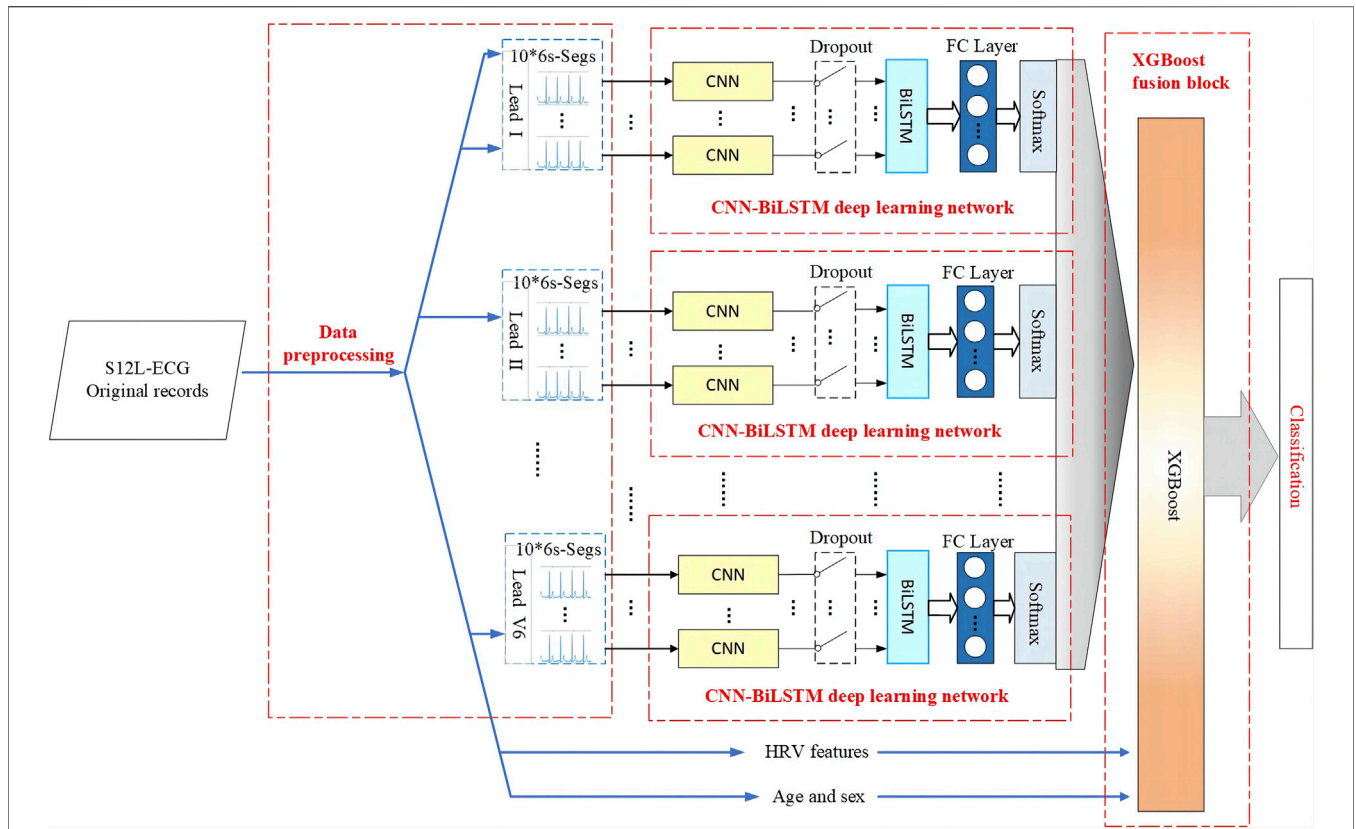 S12L-ECG
Original records
Data
preprocessing
10*6s-Segs
Lead I
CNN
CNN
Dropout
BiLSTM
FC Layer
Softmax
CNN-BiLSTM deep learning network
10*6s-Segs
Lead II
CNN
CNN
Dropout
BiLSTM
FC Layer
Softmax
CNN-BiLSTM deep learning network
10*6s-Segs
Lead V6
CNN
CNN
Dropout
BiLSTM
FC Layer
Softmax
CNN-BiLSTM deep learning network
HRV features
Age and sex
XGBoost
fusion block
XGBoost
Classification